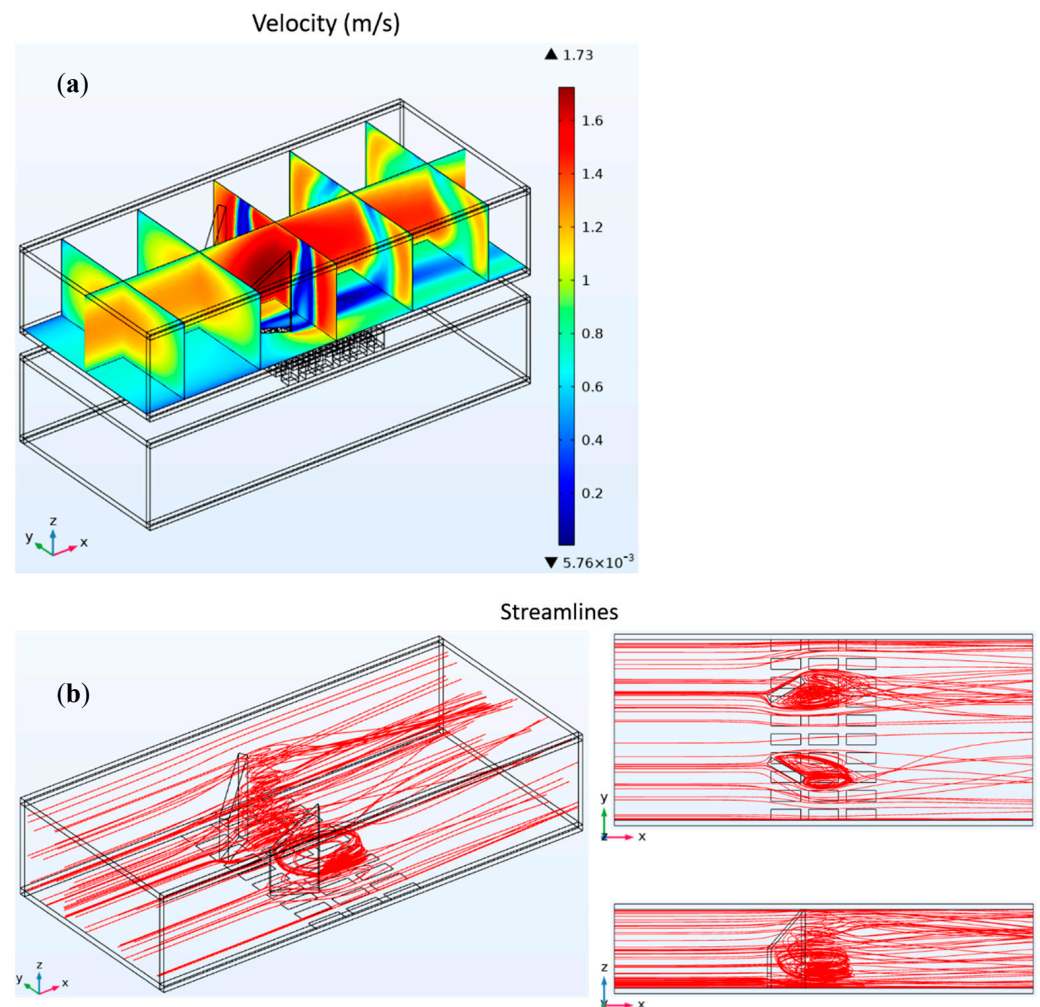 Velocity (m/s)
(a)
▲ 1.73
1.6
1.4
1.2
1
0.8
0.6
0.4
0.2
▼ 5.76×10⁻³
z
y
x
Streamlines
(b)
z
y
x
y
z
x
z
y
x